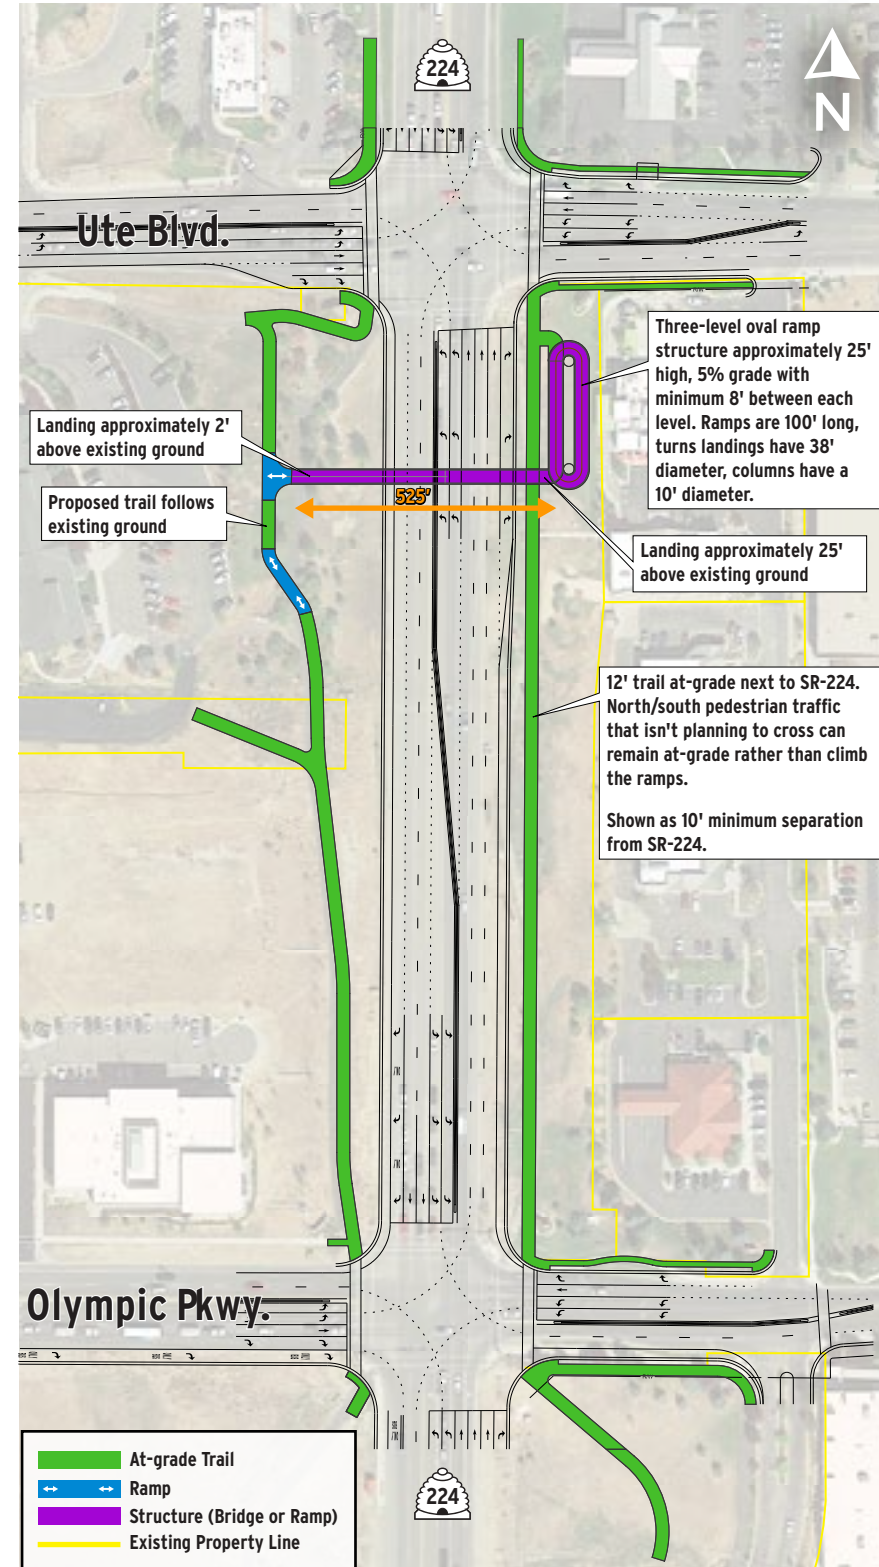 224
N
Ute Blvd.
Three-level oval ramp
structure approximately 25'
high, 5% grade with
minimum 8' between each
level. Ramps are 100' long,
turns landings have 38'
diameter, columns have a
10' diameter.
Landing approximately 2'
above existing ground
Proposed trail follows
existing ground
525'
Landing approximately 25'
above existing ground
12' trail at-grade next to SR-224.
North/south pedestrian traffic
that isn't planning to cross can
remain at-grade rather than climb
the ramps.
Shown as 10' minimum separation
from SR-224.
Olympic Pkwy.
At-grade Trail
Ramp
Structure (Bridge or Ramp)
Existing Property Line
224